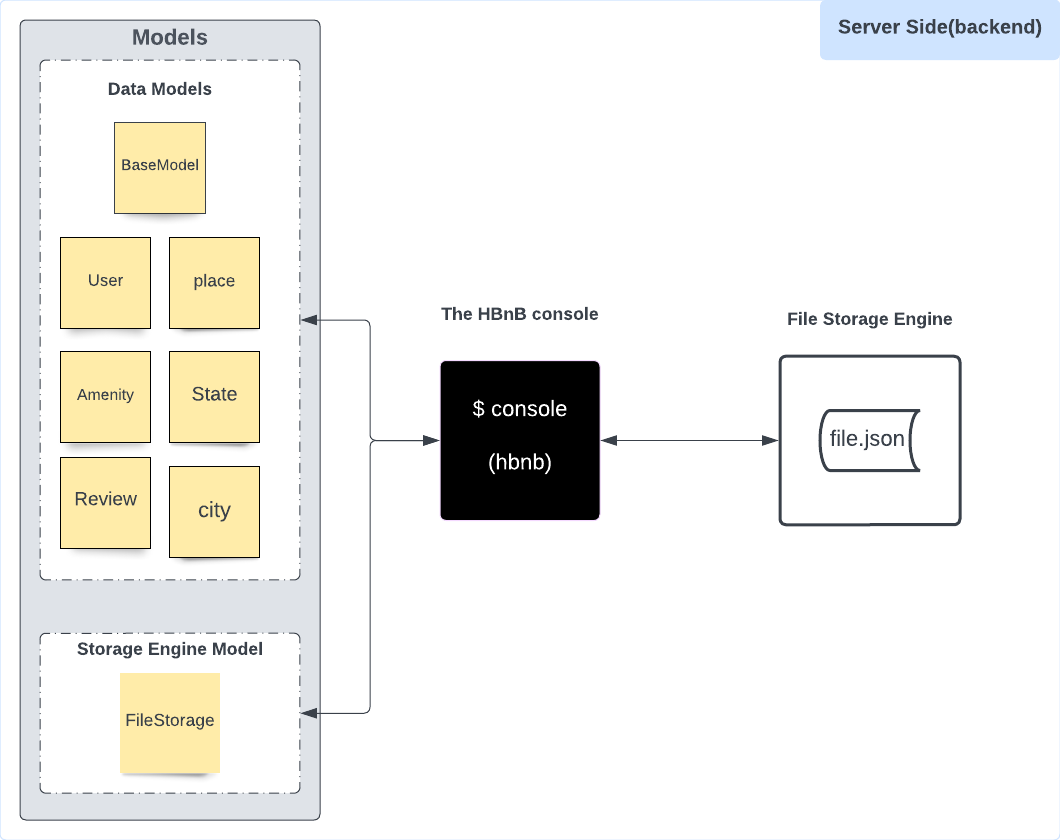 Server Side(backend)
Models
Data Models
BaseModel
User
place
Amenity
State
Review
city
Storage Engine Model
FileStorage
The HBnB console
$ console
(hbnb)
File Storage Engine
file.json